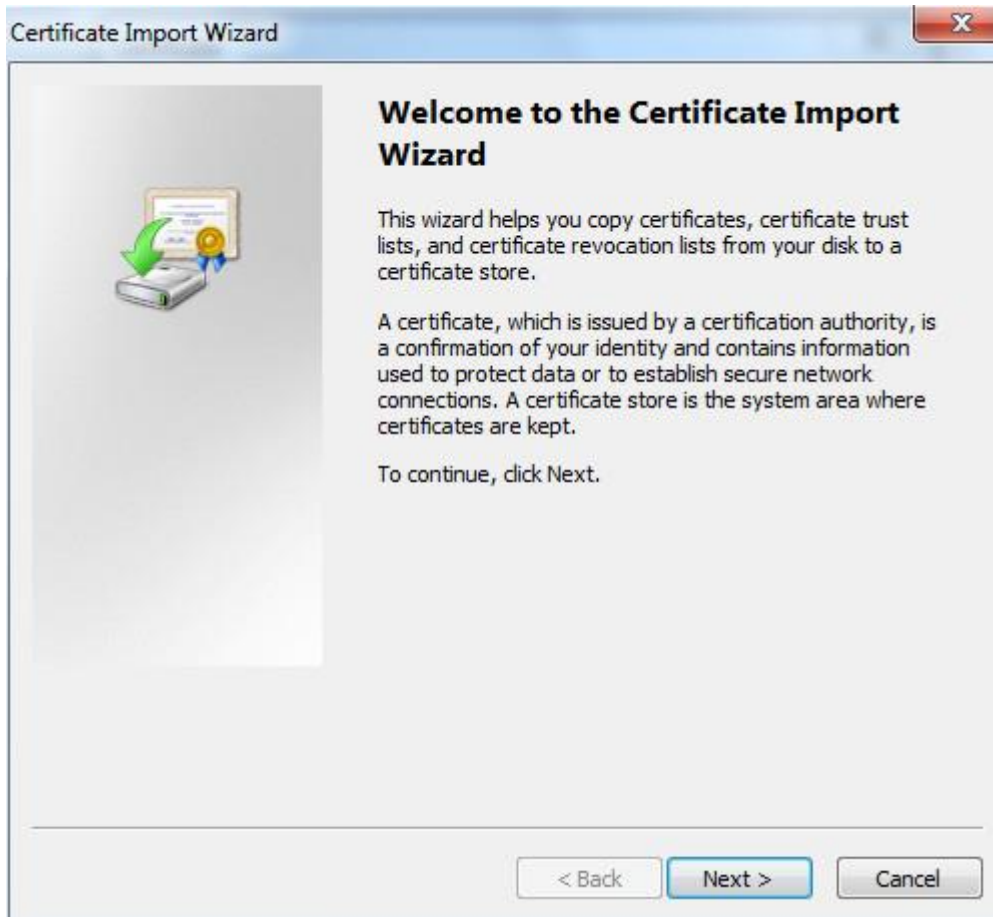 Certificate Import Wizard
Welcome to the Certificate Import
Wizard
This wizard helps you copy certificates, certificate trust
lists, and certificate revocation lists from your disk to a
certificate store.
A certificate, which is issued by a certification authority, is
a confirmation of your identity and contains information
used to protect data or to establish secure network
connections. A certificate store is the system area where
certificates are kept.
To continue, click Next.
< Back
Next >
Cancel